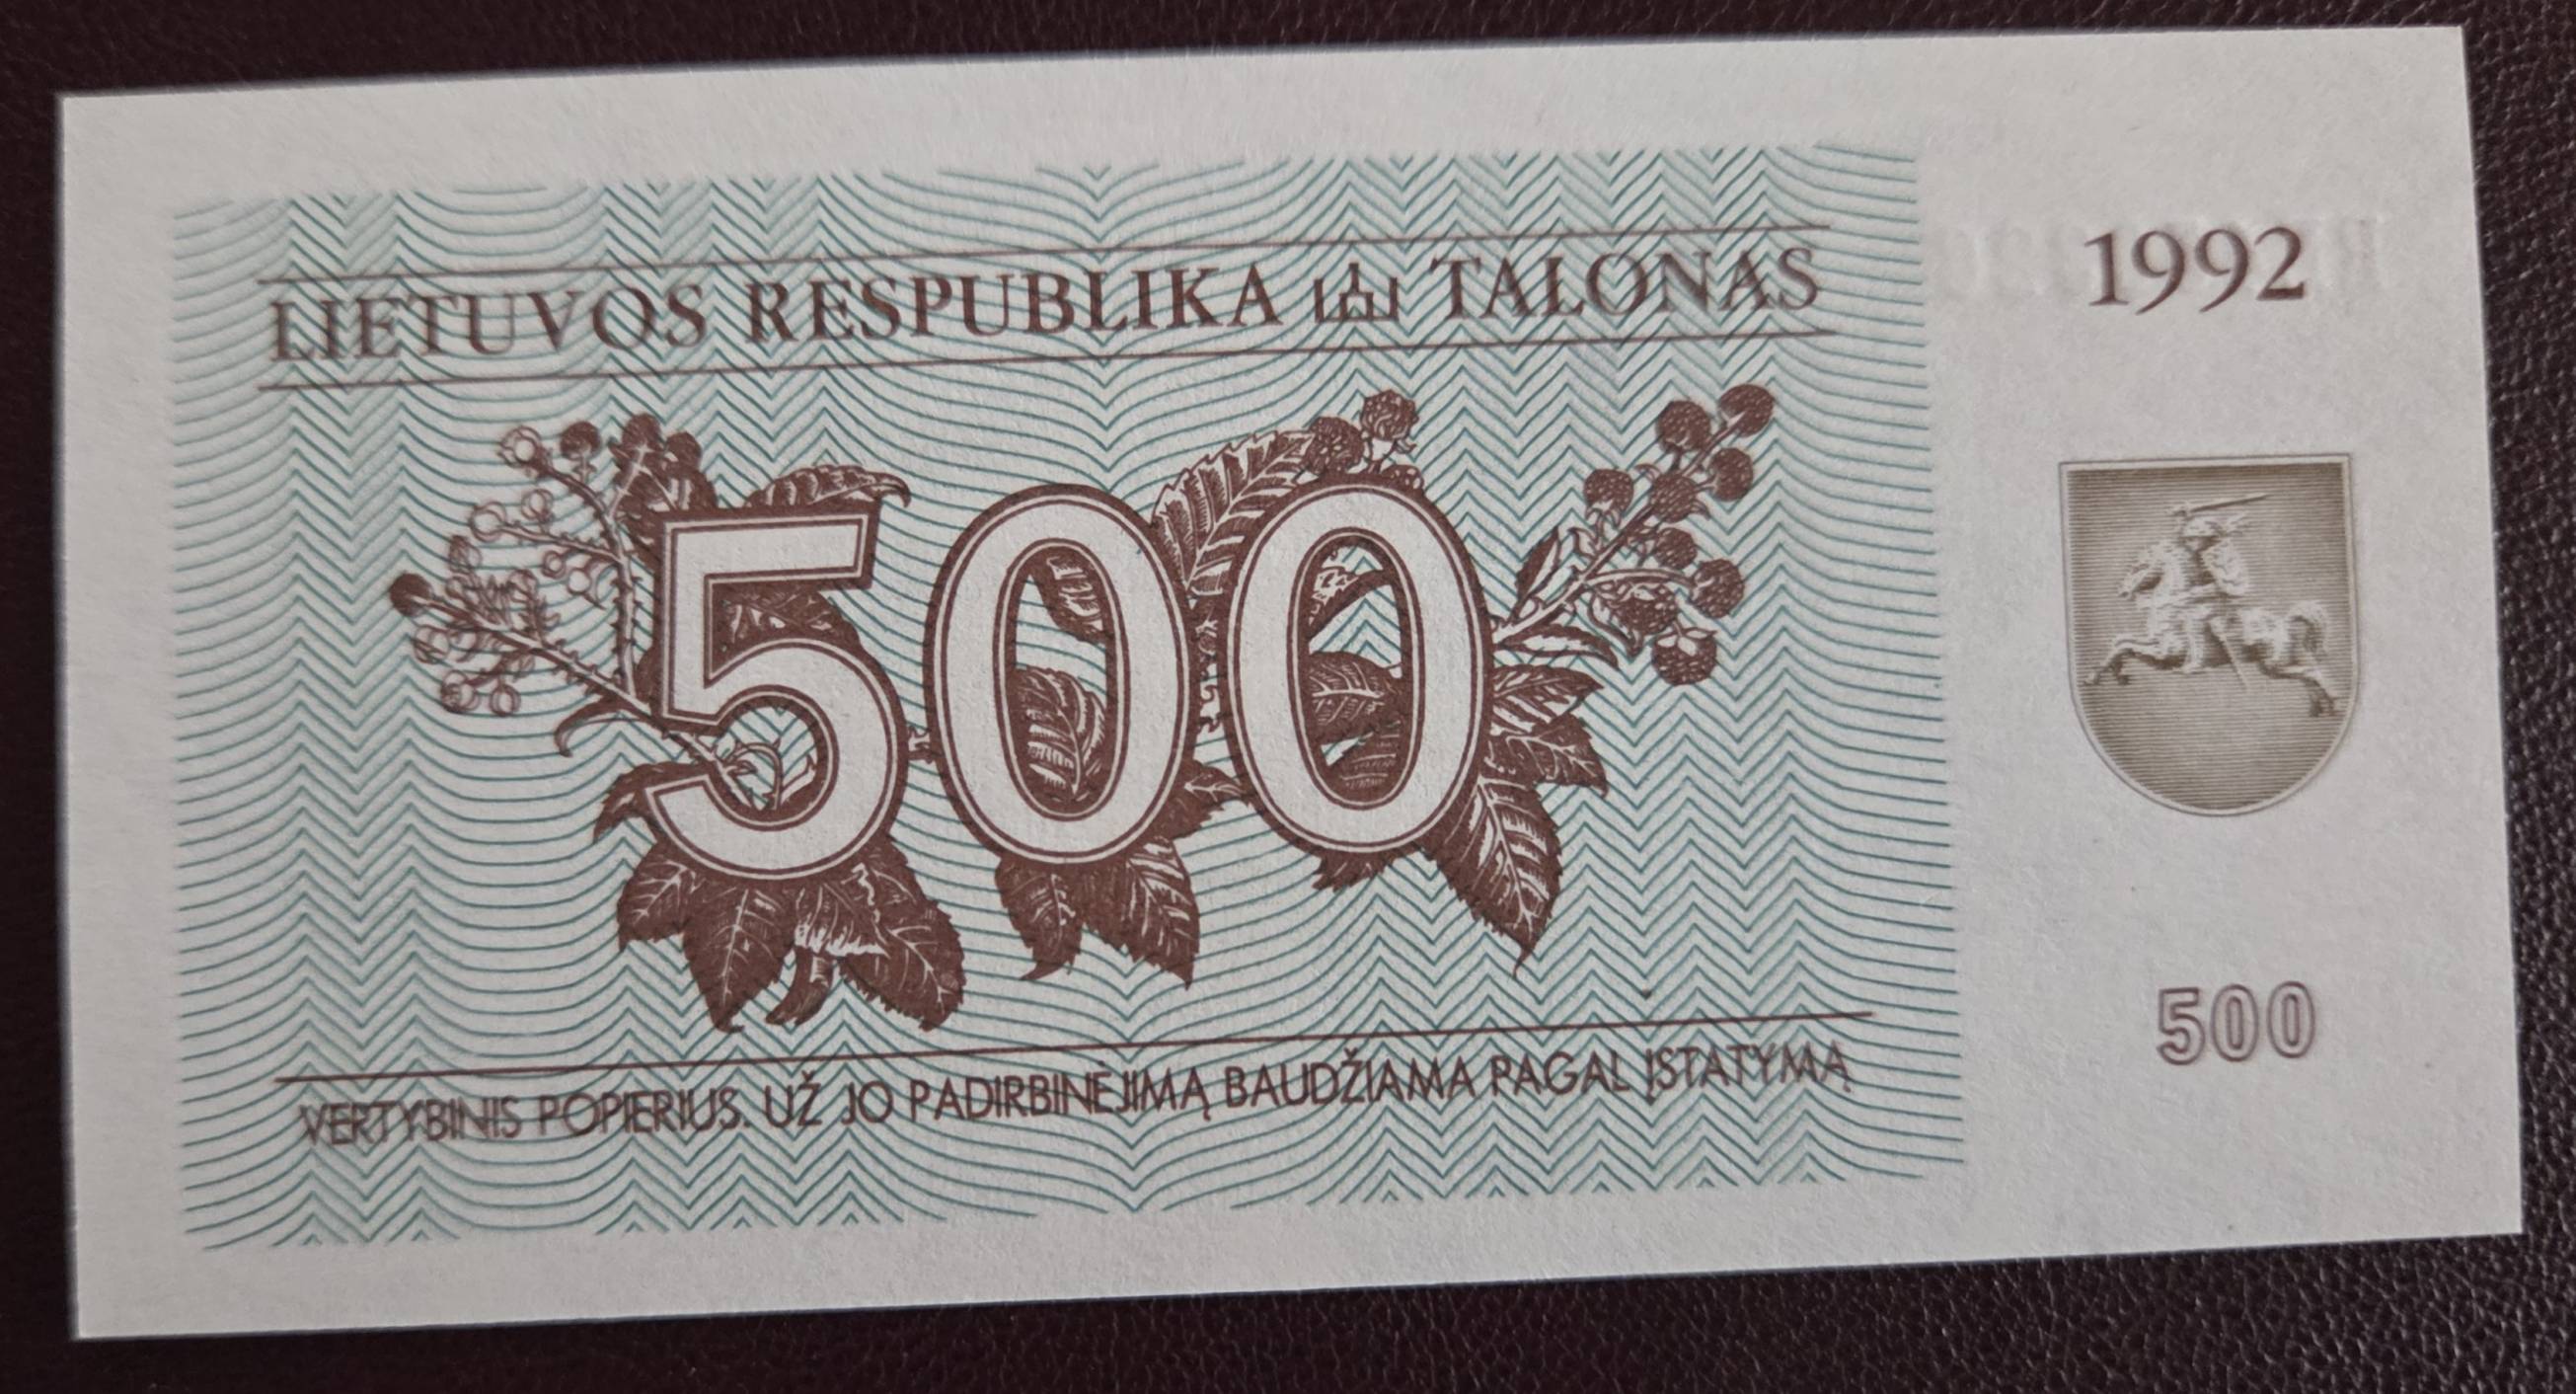 LIETUVOS RESPUBLIKA TALONAS
1992
500
500
VERTYBINIS POPIERIUS. UŽ JO PADIRBINĖJIMĄ BAUDŽIAMA PAGAL ĮSTATYMĄ